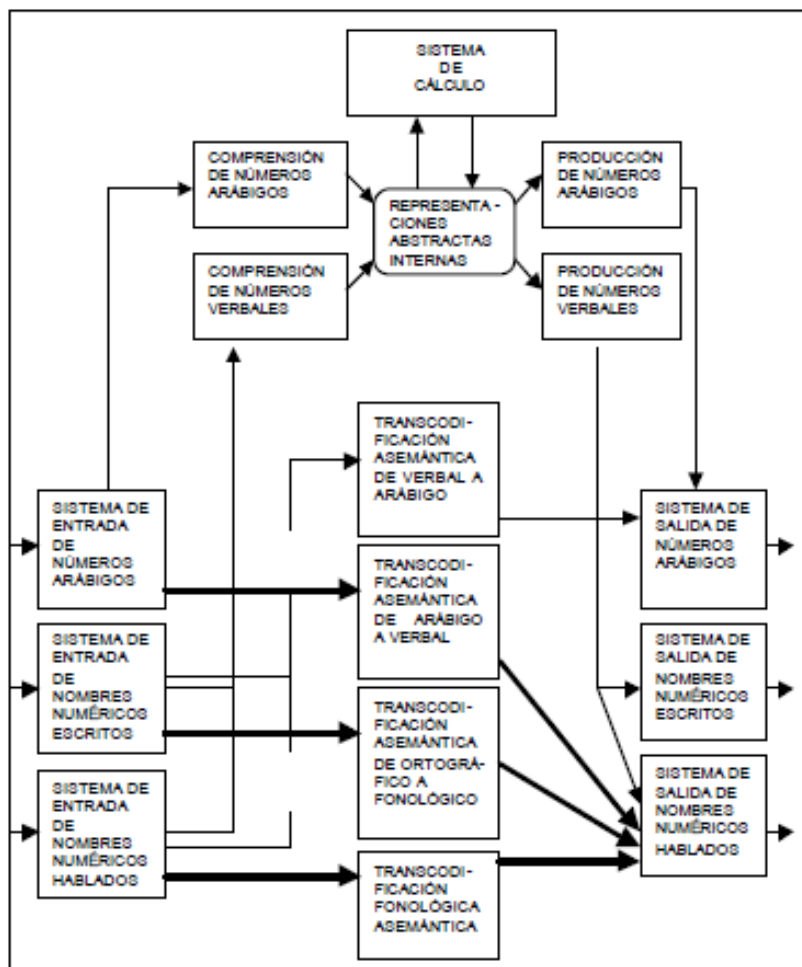 SISTEMA
DE
CÁLCULO
COMPRENSIÓN
DE NÚMEROS
ARÁBIGOS
PRODUCCIÓN
DE NÚMEROS
ARÁBIGOS
REPRESENTA -
CIONES
ABSTRACTAS
INTERNAS
COMPRENSIÓN
DE NÚMEROS
VERBALES
PRODUCCIÓN
DE NÚMEROS
VERBALES
TRANSCODI-
FICACIÓN
ASEMÁNTICA
DE VERBAL A
ARÁBIGO
SISTEMA DE
ENTRADA
DE
NÚMEROS
ARÁBIGOS
SISTEMA DE
SALIDA DE
NÚMEROS
ARÁBIGOS
TRANSCODI-
FICACIÓN
ASEMÁNTICA
DE ARÁBIGO
A VERBAL
SISTEMA DE
ENTRADA
DE
NOMBRES
NUMÉRICOS
ESCRITOS
SISTEMA DE
SALIDA DE
NOMBRES
NUMÉRICOS
ESCRITOS
TRANSCODI-
FICACIÓN
ASEMÁNTICA
DE ORTOGRÁ-
FICO A
FONOLÓGICO
SISTEMA DE
ENTRADA
DE
NOMBRES
NUMÉRICOS
HABLADOS
SISTEMA DE
SALIDA DE
NOMBRES
NUMÉRICOS
HABLADOS
TRANSCODI-
FICACIÓN
FONOLÓGICA
ASEMÁNTICA